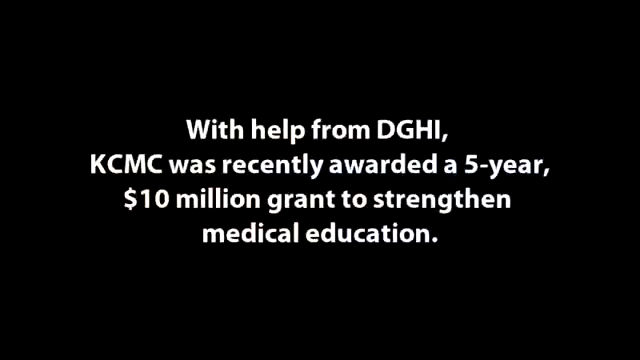 With help from DGHI,
KCMC was recently awarded a 5-year,
$10 million grant to strengthen
medical education.